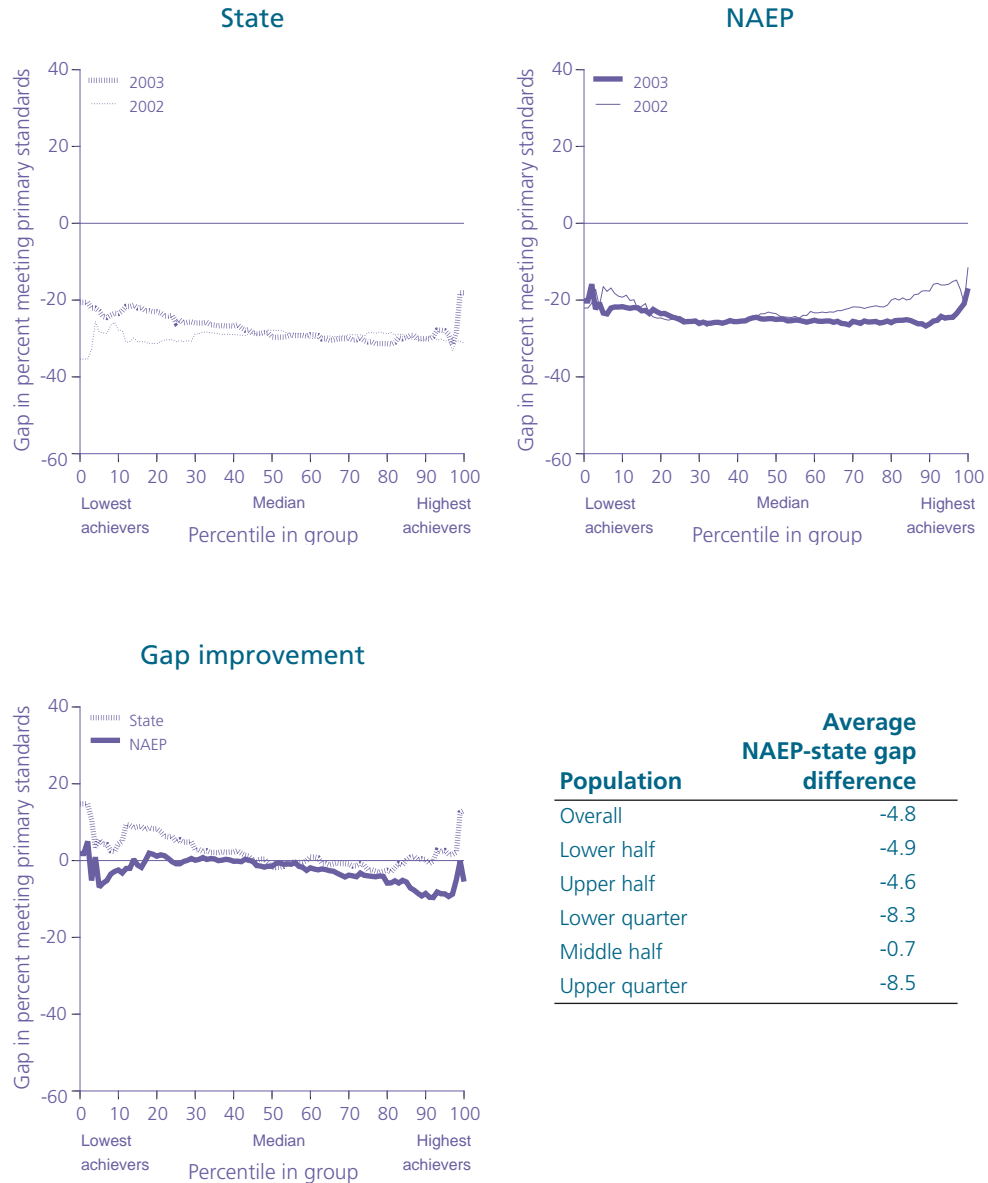 State
Gap in percent meeting primary standards
40
20
0
-20
-40
-60
2003
2002
0 10 20 30 40 50 60 70 80 90 100
Lowest achievers
Median
Highest achievers
Percentile in group
NAEP
Gap in percent meeting primary standards
40
20
0
-20
-40
-60
2003
2002
0 10 20 30 40 50 60 70 80 90 100
Lowest achievers
Median
Highest achievers
Percentile in group
Gap improvement
Gap in percent meeting primary standards
40
20
0
-20
-40
-60
State
NAEP
0 10 20 30 40 50 60 70 80 90 100
Lowest achievers
Median
Highest achievers
Percentile in group
Population Average NAEP-state gap difference
Overall -4.8
Lower half -4.9
Upper half -4.6
Lower quarter -8.3
Middle half -0.7
Upper quarter -8.5